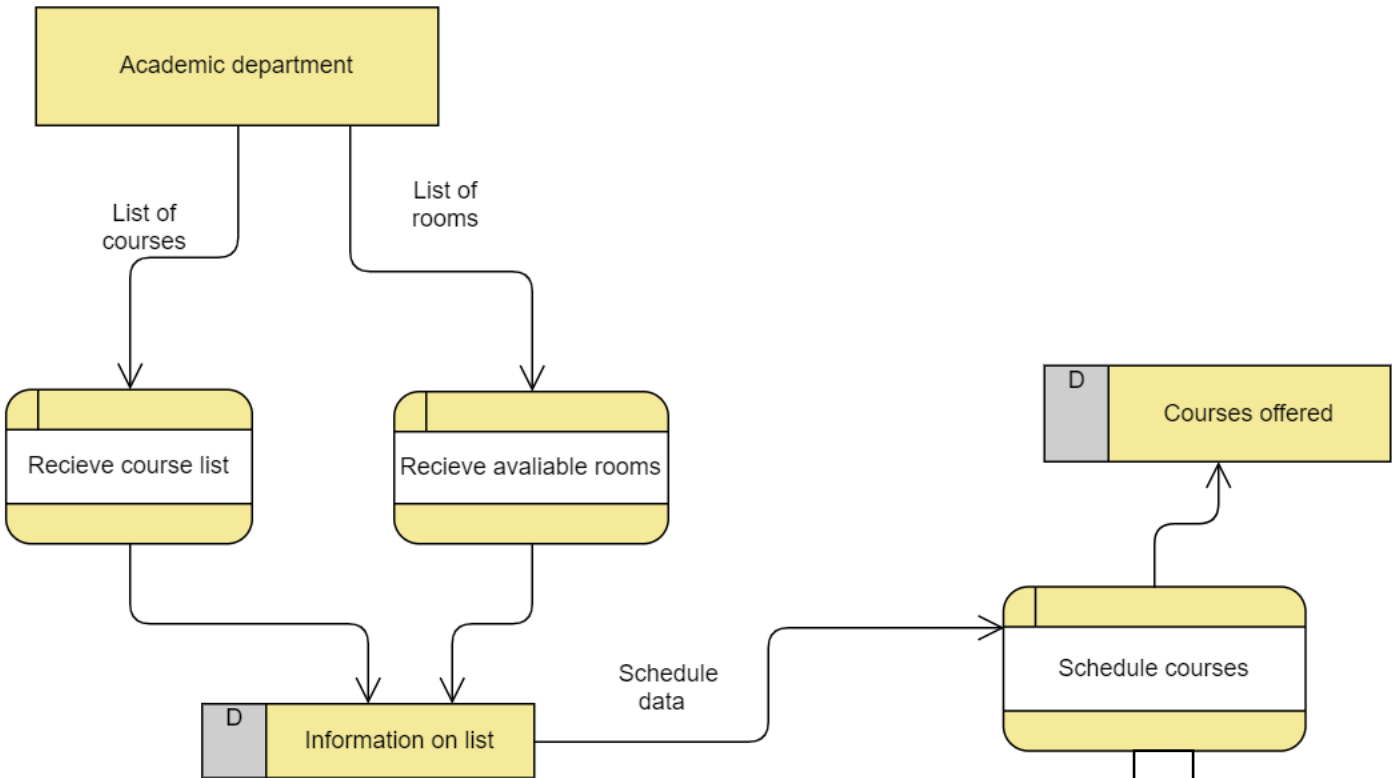 Academic department
List of
courses
List of
rooms
Recieve course list
Recieve avaliable rooms
D
Courses offered
Schedule
data
Schedule courses
D
Information on list